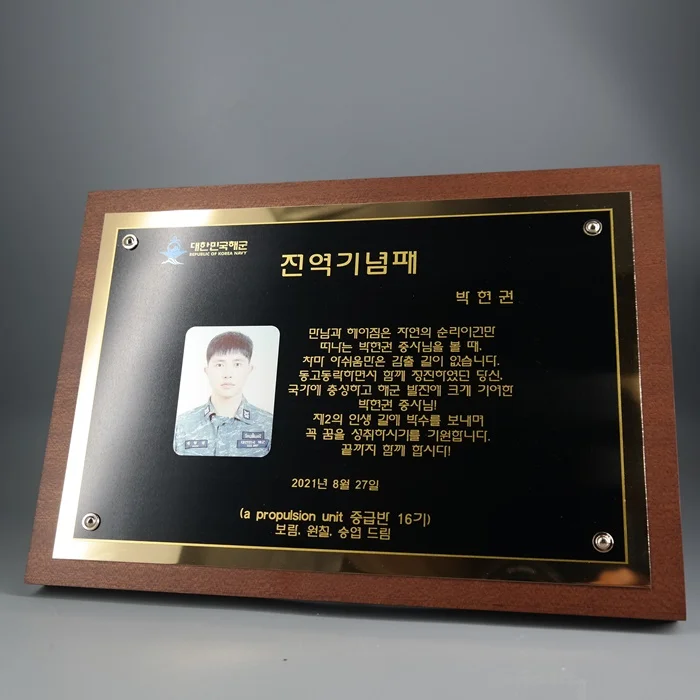 대한민국해군
REPUBLIC OF KOREA NAVY
진역기념패
박현권
만남과 헤이짐은 자연의 순리이긴만
떠나는 박현권 중사님을 볼 때,
차마 아쉬움만은 감출 길이 없습니다.
동고동락하면서 함께 정진하였던 당신,
국가에 충성하고 해군 발전에 크게 기여한
박현권 중사님!
제2의 인생 길에 박수를 보내며
꼭 꿈을 성취하시기를 기원합니다.
끝까지 함께 합시다!
2021년 8월 27일
(a propulsion unit 중급반 16기)
보람, 원칠, 승업 드림